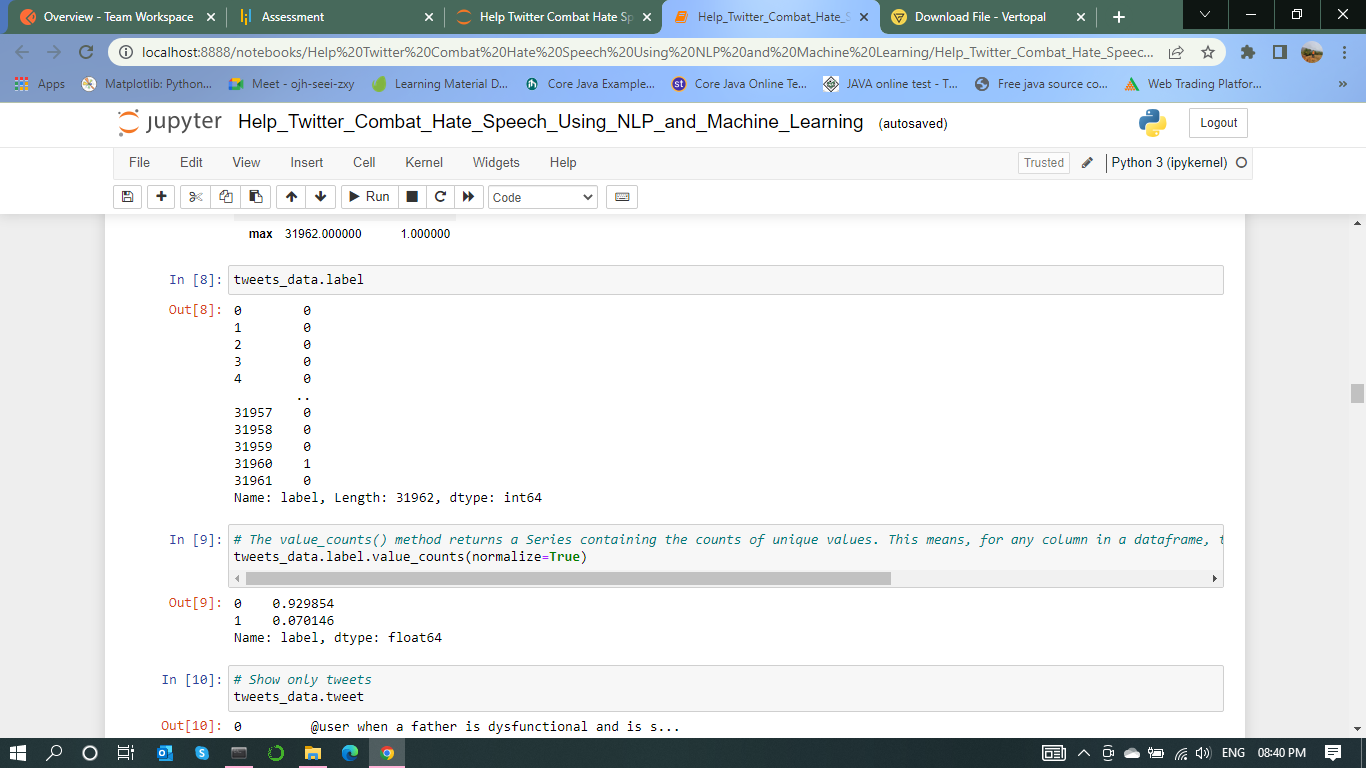 Overview - Team Workspace
Assessment
Help Twitter Combat Hate Sp
Help_Twitter_Combat_Hate_S
Download File - Vertopal
localhost:8888/notebooks/Help%20Twitter%20Combat%20Hate%20Speech%20Using%20NLP%20and%20Machine%20Learning/Help_Twitter_Combat_Hate_Speec...
Apps Matplotlib: Python... Meet - ojh-seei-zxy Learning Material D... Core Java Example... Core Java Online Te... JAVA online test - T... Free java source co... Web Trading Platfor... »
jupyter Help_Twitter_Combat_Hate_Speech_Using_NLP_and_Machine_Learning (autosaved) Logout
File Edit View Insert Cell Kernel Widgets Help Trusted Python 3 (ipykernel)
Run Code
max 31962.000000 1.000000
In [8]: tweets_data.label
Out[8]: 0 0
1 0
2 0
3 0
4 0
..
31957 0
31958 0
31959 0
31960 1
31961 0
Name: label, Length: 31962, dtype: int64
In [9]: # The value_counts() method returns a Series containing the counts of unique values. This means, for any column in a dataframe, t
tweets_data.label.value_counts(normalize=True)
Out[9]: 0 0.929854
1 0.070146
Name: label, dtype: float64
In [10]: # Show only tweets
tweets_data.tweet
Out[10]: 0 @user when a father is dysfunctional and is s...
ENG 08:40 PM